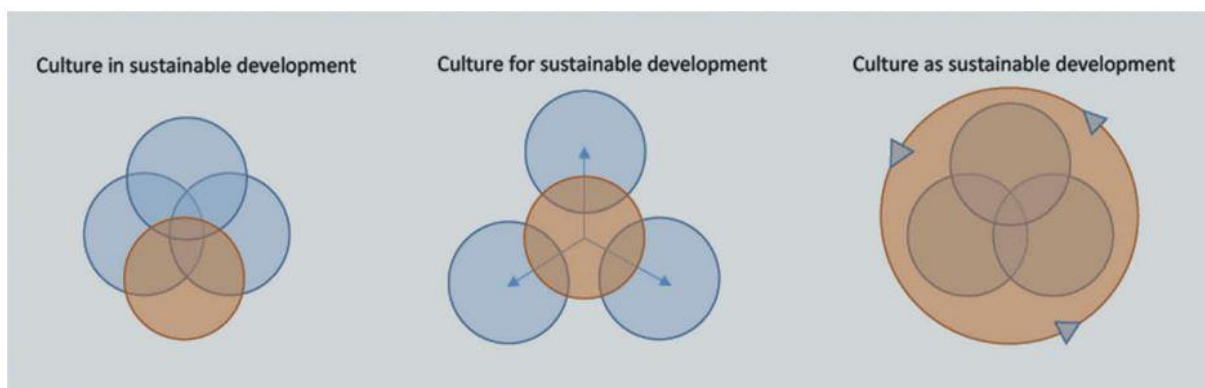 Culture in sustainable development
Culture for sustainable development
Culture as sustainable development